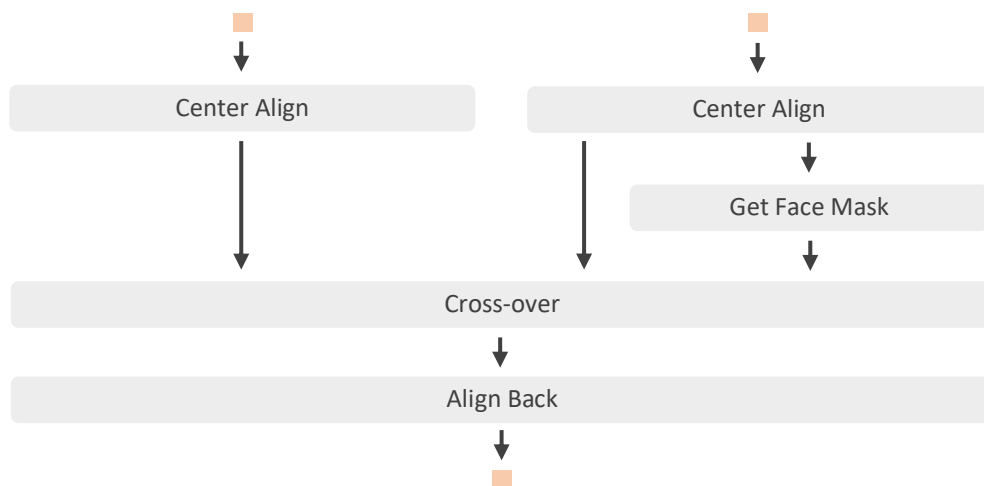 Center Align
Center Align
Get Face Mask
Cross-over
Align Back